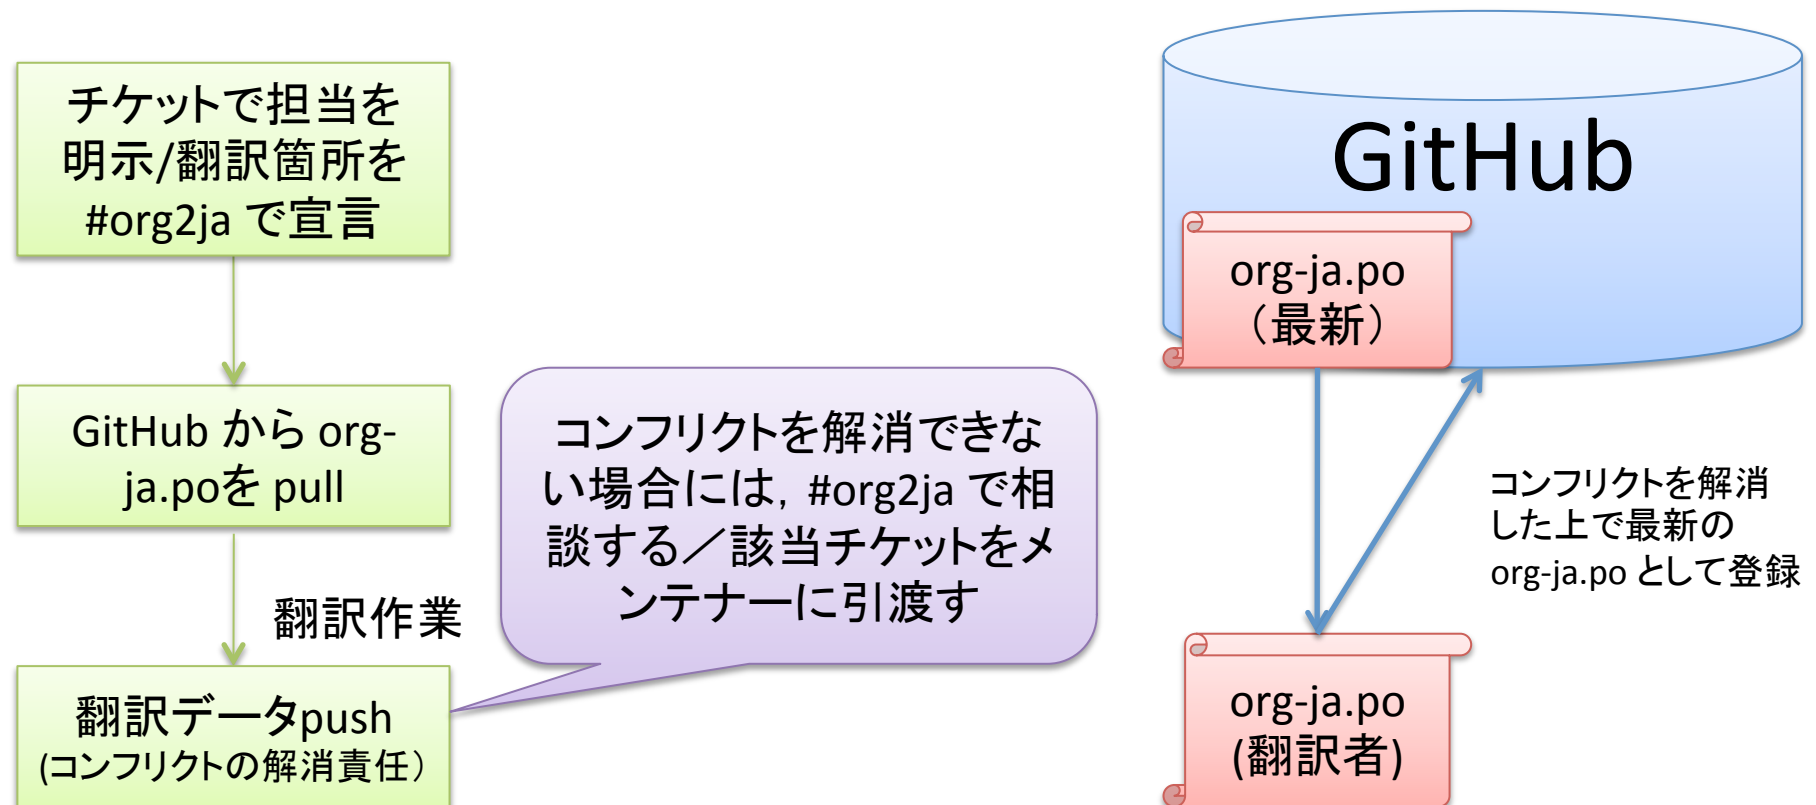 チケットで担当を
明示/翻訳箇所を
#org2ja で宣言
GitHub から org-
ja.poを pull
翻訳作業
翻訳データpush
(コンフリクトの解消責任）
コンフリクトを解消できな
い場合には，#org2ja で相
談する／該当チケットをメ
ンテナーに引渡す
GitHub
org-ja.po
（最新）
コンフリクトを解消
した上で最新の
org-ja.po として登録
org-ja.po
(翻訳者)